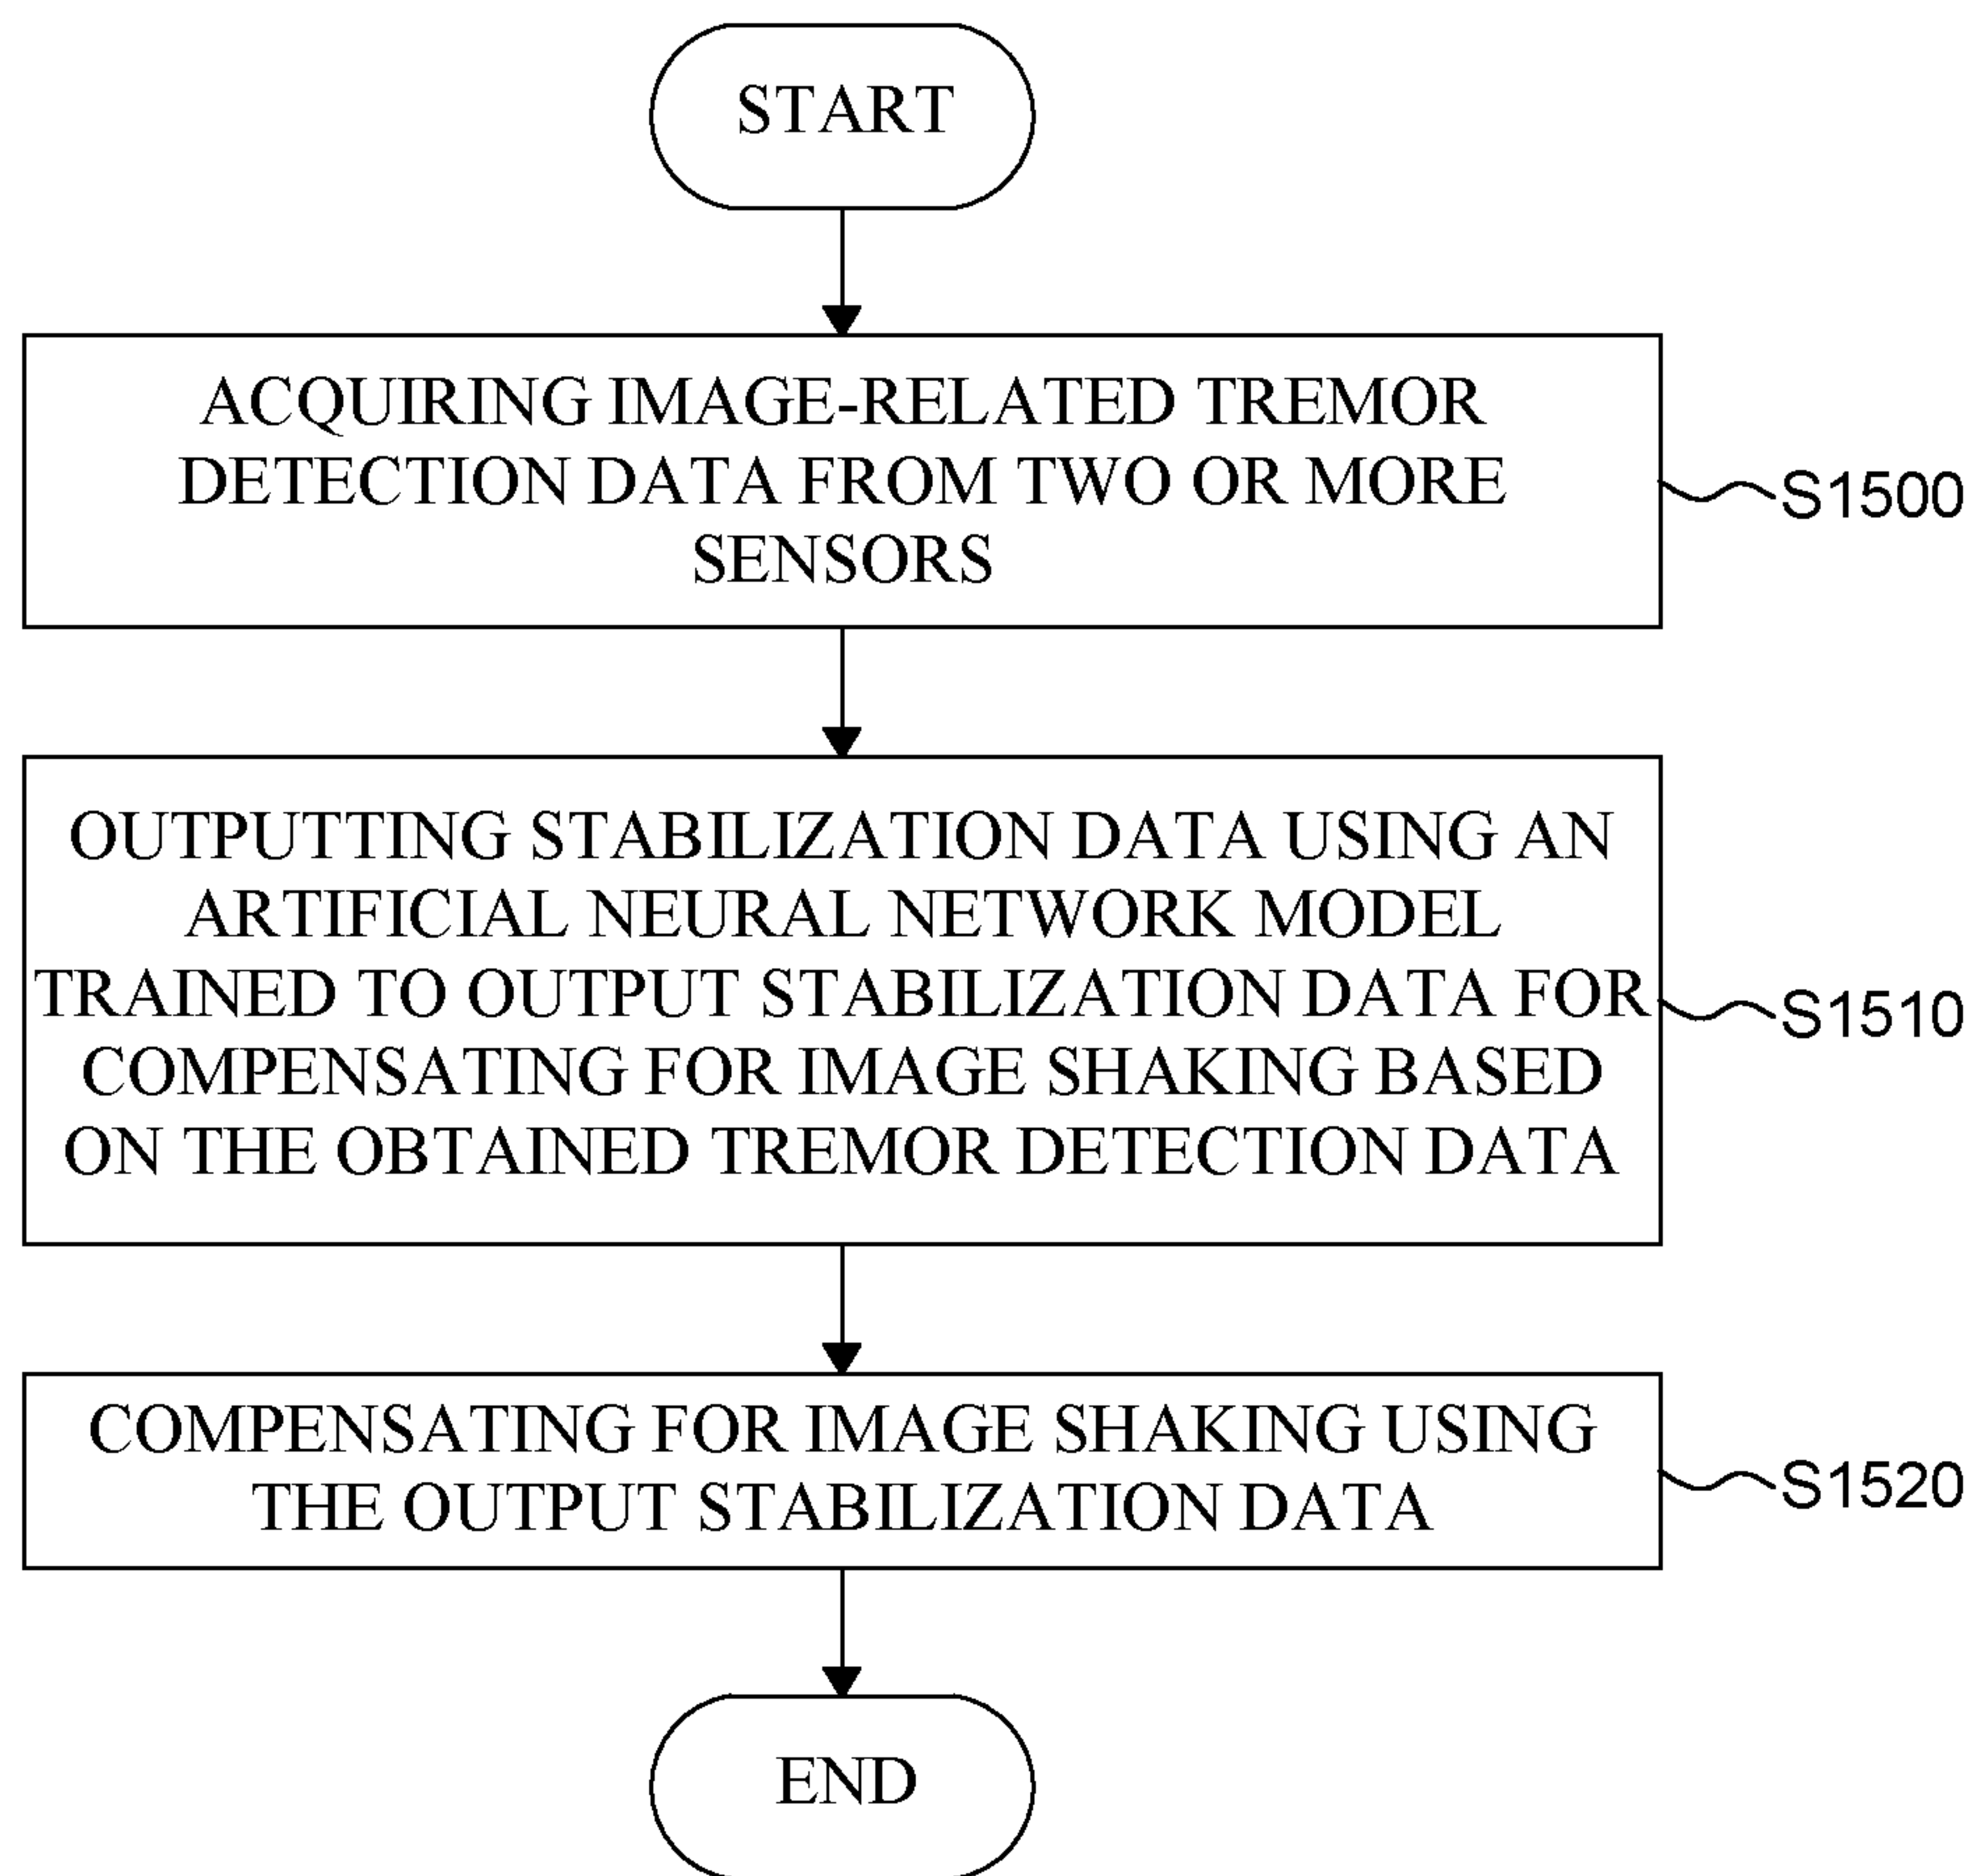 START
ACQUIRING IMAGE-RELATED TREMOR
DETECTION DATA FROM TWO OR MORE
SENSORS
S1500
OUTPUTTING STABILIZATION DATA USING AN
ARTIFICIAL NEURAL NETWORK MODEL
TRAINED TO OUTPUT STABILIZATION DATA FOR
COMPENSATING FOR IMAGE SHAKING BASED
ON THE OBTAINED TREMOR DETECTION DATA
S1510
COMPENSATING FOR IMAGE SHAKING USING
THE OUTPUT STABILIZATION DATA
S1520
END